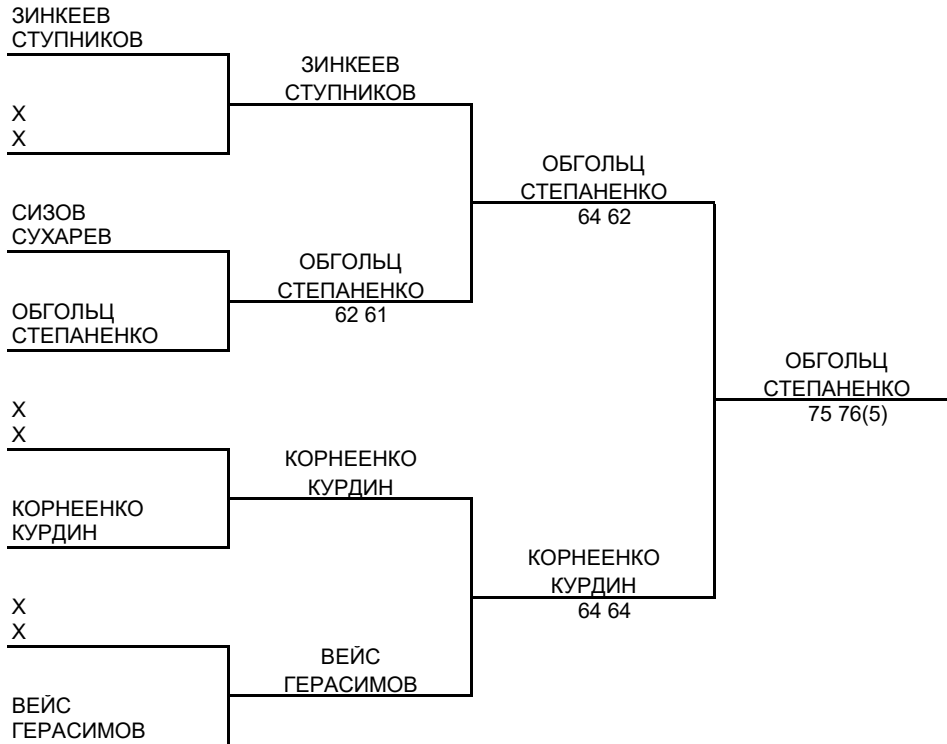 ЗИНКЕЕВ
СТУПНИКОВ
ЗИНКЕЕВ
СТУПНИКОВ
X
X
ОБГОЛЬЦ
СТЕПАНЕНКО
64 62
СИЗОВ
СУХАРЕВ
ОБГОЛЬЦ
СТЕПАНЕНКО
62 61
ОБГОЛЬЦ
СТЕПАНЕНКО
ОБГОЛЬЦ
СТЕПАНЕНКО
75 76(5)
X
X
КОРНЕЕНКО
КУРДИН
КОРНЕЕНКО
КУРДИН
КОРНЕЕНКО
КУРДИН
64 64
X
X
ВЕЙС
ГЕРАСИМОВ
ВЕЙС
ГЕРАСИМОВ